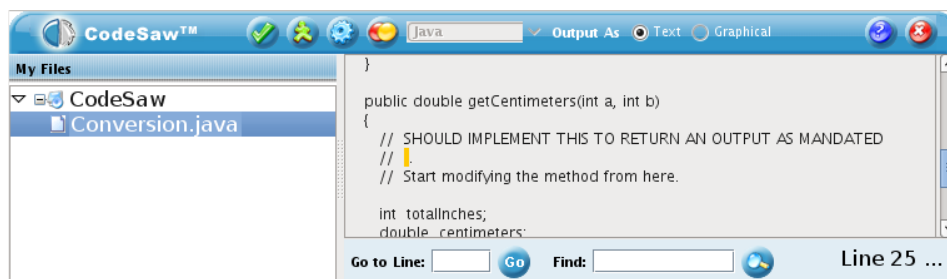 CodeSaw™ Java Output As Text Graphical
My Files
CodeSaw
Conversion.java
}
public double getCentimeters(int a, int b)
{
// SHOULD IMPLEMENT THIS TO RETURN AN OUTPUT AS MANDATED
// .
// Start modifying the method from here.
int totalInches;
double centimeters;
Go to Line: Go Find: Line 25 ...